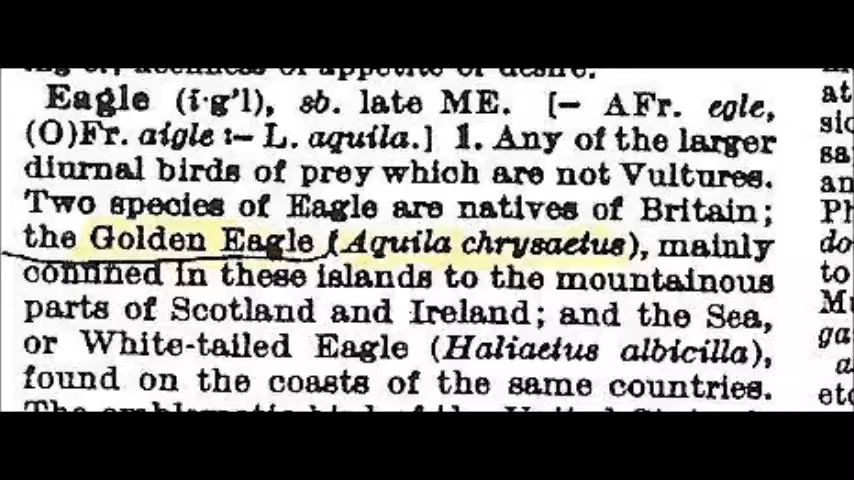 Eagle (ī·g'l), sb. late ME. [– AFr. egle,
(O)Fr. aigle :– L. aquila.] 1. Any of the larger
diurnal birds of prey which are not Vultures.
Two species of Eagle are natives of Britain;
the Golden Eagle (Aquila chrysaetus), mainly
confined in these islands to the mountainous
parts of Scotland and Ireland; and the Sea,
or White-tailed Eagle (Haliaetus albicilla),
found on the coasts of the same countries.